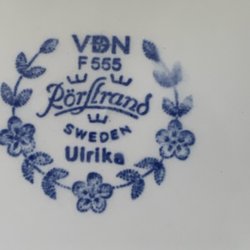 VDN
F 555
Rörstrand
SWEDEN
Ulrika